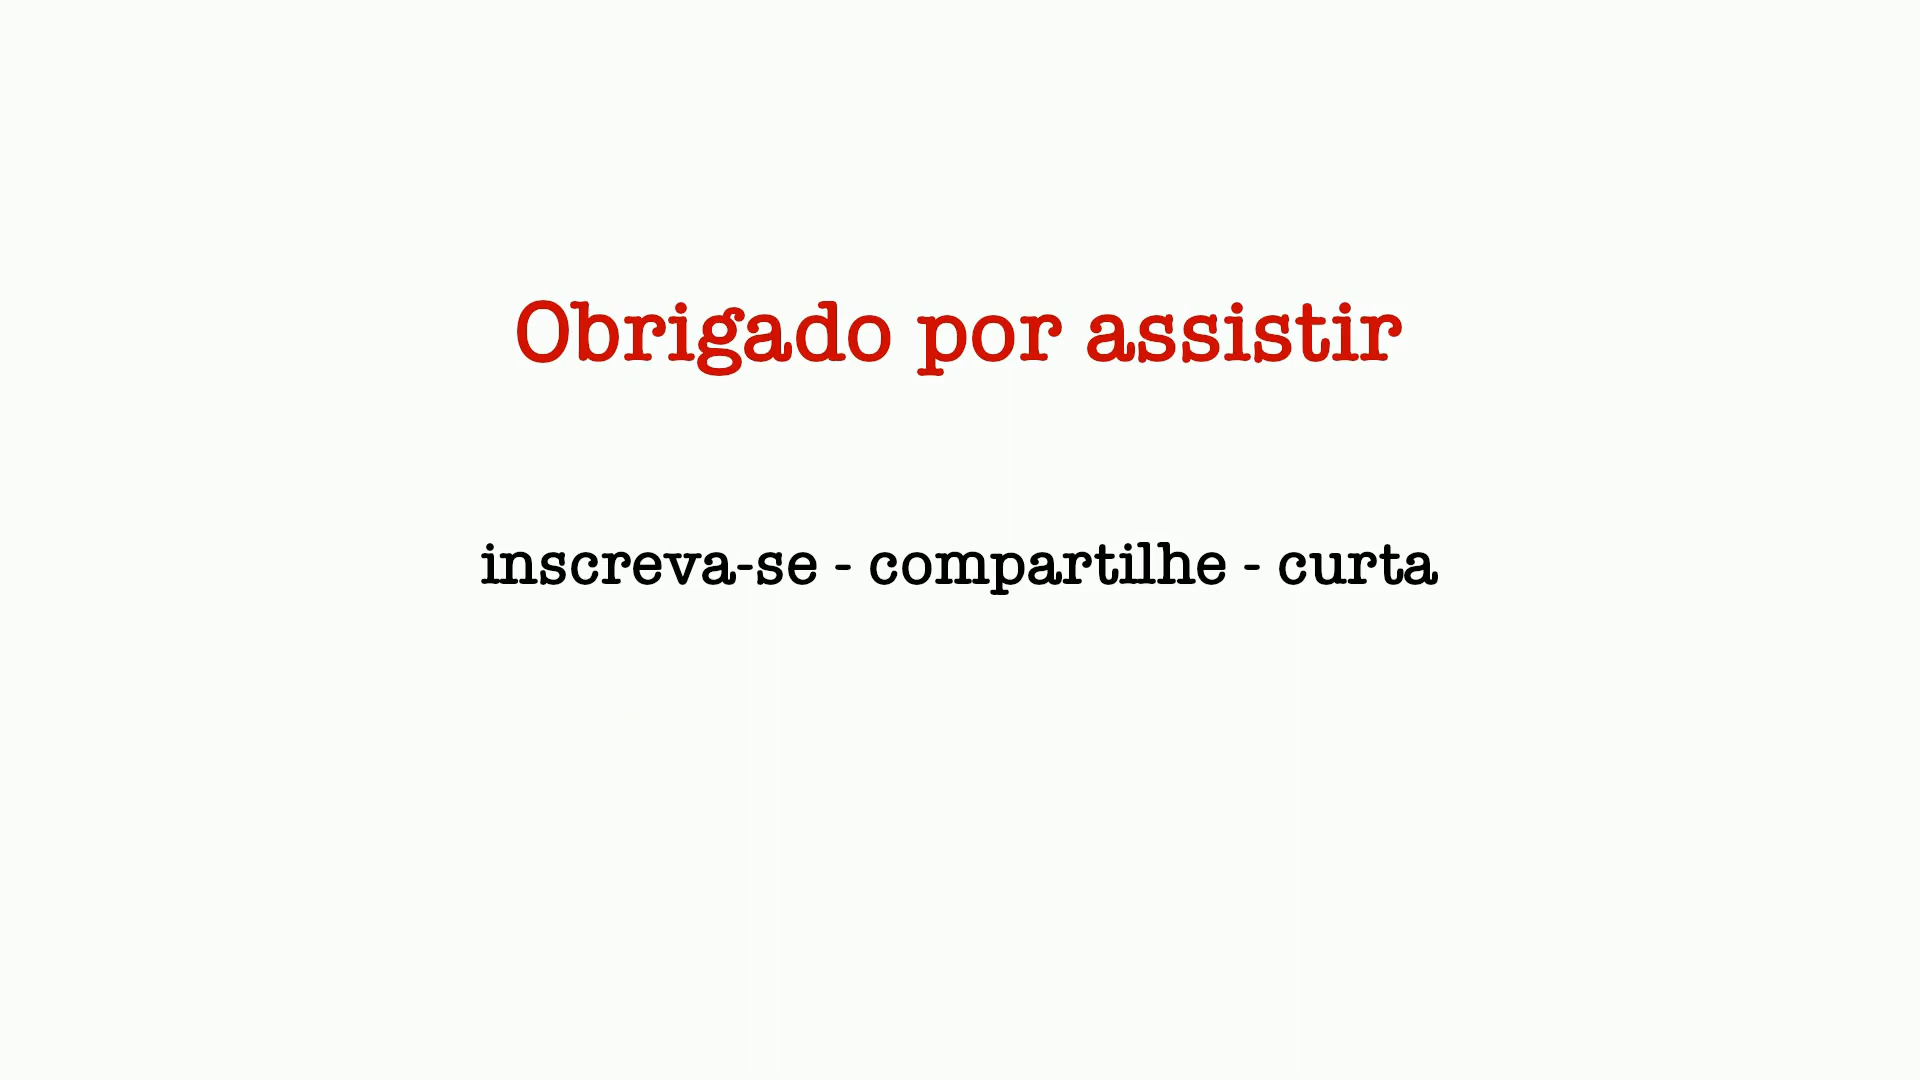 Obrigado por assistir
inscreva-se - compartilhe - curta